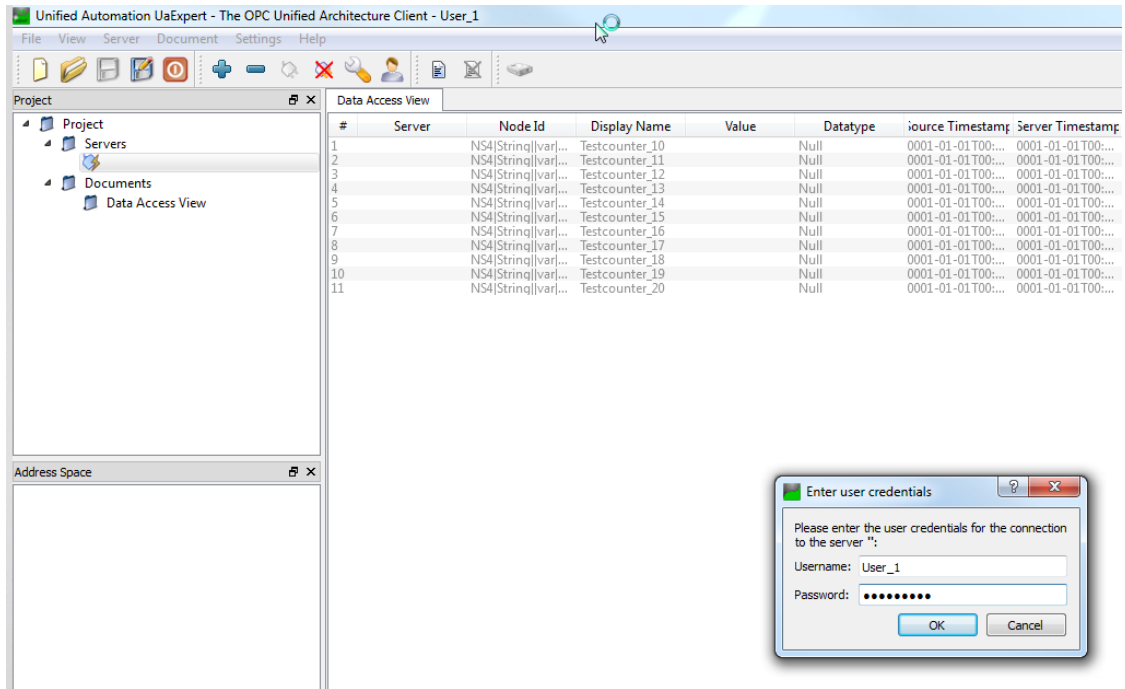 Unified Automation UaExpert - The OPC Unified Architecture Client - User_1
File View Server Document Settings Help
Project
Project
Servers
Documents
Data Access View
Address Space
Data Access View
# Server Node Id Display Name Value Datatype Source Timestamp Server Timestamp
1 NS4|String||var|... Testcounter_10 Null 0001-01-01T00:... 0001-01-01T00:...
2 NS4|String||var|... Testcounter_11 Null 0001-01-01T00:... 0001-01-01T00:...
3 NS4|String||var|... Testcounter_12 Null 0001-01-01T00:... 0001-01-01T00:...
4 NS4|String||var|... Testcounter_13 Null 0001-01-01T00:... 0001-01-01T00:...
5 NS4|String||var|... Testcounter_14 Null 0001-01-01T00:... 0001-01-01T00:...
6 NS4|String||var|... Testcounter_15 Null 0001-01-01T00:... 0001-01-01T00:...
7 NS4|String||var|... Testcounter_16 Null 0001-01-01T00:... 0001-01-01T00:...
8 NS4|String||var|... Testcounter_17 Null 0001-01-01T00:... 0001-01-01T00:...
9 NS4|String||var|... Testcounter_18 Null 0001-01-01T00:... 0001-01-01T00:...
10 NS4|String||var|... Testcounter_19 Null 0001-01-01T00:... 0001-01-01T00:...
11 NS4|String||var|... Testcounter_20 Null 0001-01-01T00:... 0001-01-01T00:...
Enter user credentials
Please enter the user credentials for the connection
to the server '':
Username: User_1
Password: ●●●●●●●●●
OK Cancel